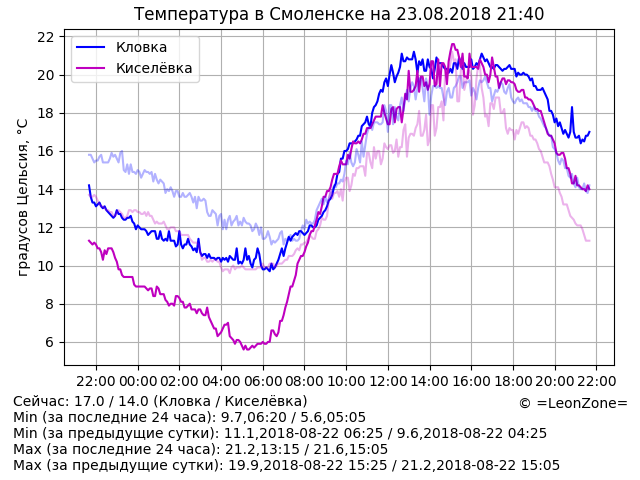 Температура в Смоленске на 23.08.2018 21:40
градусов Цельсия, °C
22
20
18
16
14
12
10
8
6
Кловка
Киселёвка
22:00 00:00 02:00 04:00 06:00 08:00 10:00 12:00 14:00 16:00 18:00 20:00 22:00
Сейчас: 17.0 / 14.0 (Кловка / Киселёвка)
© =LeonZone=
Min (за последние 24 часа): 9.7,06:20 / 5.6,05:05
Min (за предыдущие сутки): 11.1,2018-08-22 06:25 / 9.6,2018-08-22 04:25
Max (за последние 24 часа): 21.2,13:15 / 21.6,15:05
Max (за предыдущие сутки): 19.9,2018-08-22 15:25 / 21.2,2018-08-22 15:05